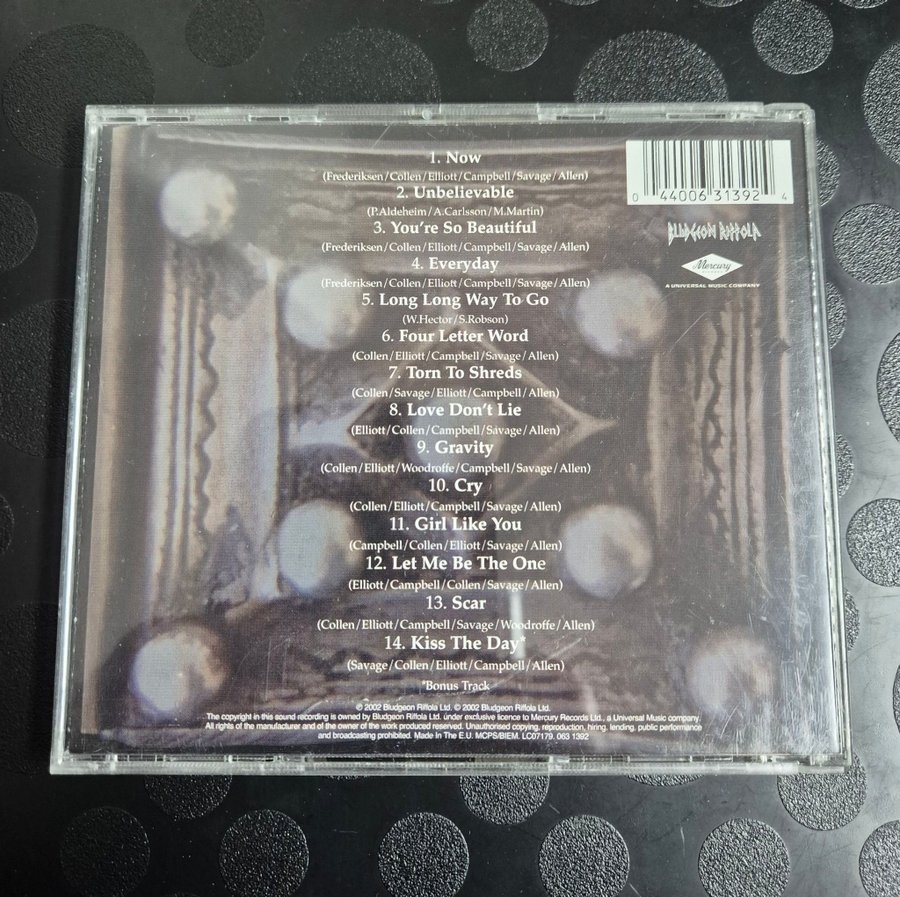 1. Now
(Frederiksen/Collen/Elliott/Campbell/Savage/Allen)
2. Unbelievable
(P.Aldeheim/A.Carlsson/M.Martin)
3. You're So Beautiful
(Frederiksen/Collen/Elliott/Campbell/Savage/Allen)
4. Everyday
(Frederiksen/Collen/Elliott/Campbell/Savage/Allen)
5. Long Long Way To Go
(W.Hector/S.Robson)
6. Four Letter Word
(Collen/Elliott/Campbell/Savage/Allen)
7. Torn To Shreds
(Collen/Savage/Elliott/Campbell/Allen)
8. Love Don't Lie
(Elliott/Collen/Campbell/Savage/Allen)
9. Gravity
(Collen/Elliott/Woodroffe/Campbell/Savage/Allen)
10. Cry
(Collen/Elliott/Campbell/Savage/Allen)
11. Girl Like You
(Campbell/Collen/Elliott/Savage/Allen)
12. Let Me Be The One
(Elliott/Campbell/Collen/Savage/Allen)
13. Scar
(Collen/Elliott/Campbell/Savage/Woodroffe/Allen)
14. Kiss The Day*
(Savage/Collen/Elliott/Campbell/Allen)
*Bonus Track
0 44006 31392 4
BLUDGEON RIFFOLA
Mercury
RECORDS
A UNIVERSAL MUSIC COMPANY
℗ 2002 Bludgeon Riffola Ltd. © 2002 Bludgeon Riffola Ltd.
The copyright in this sound recording is owned by Bludgeon Riffola Ltd. under exclusive licence to Mercury Records Ltd., a Universal Music company.
All rights of the manufacturer and of the owner of the work produced reserved. Unauthorised copying, reproduction, hiring, lending, public performance
and broadcasting prohibited. Made In The E.U. MCPS/BIEM. LC07179. 063 1392